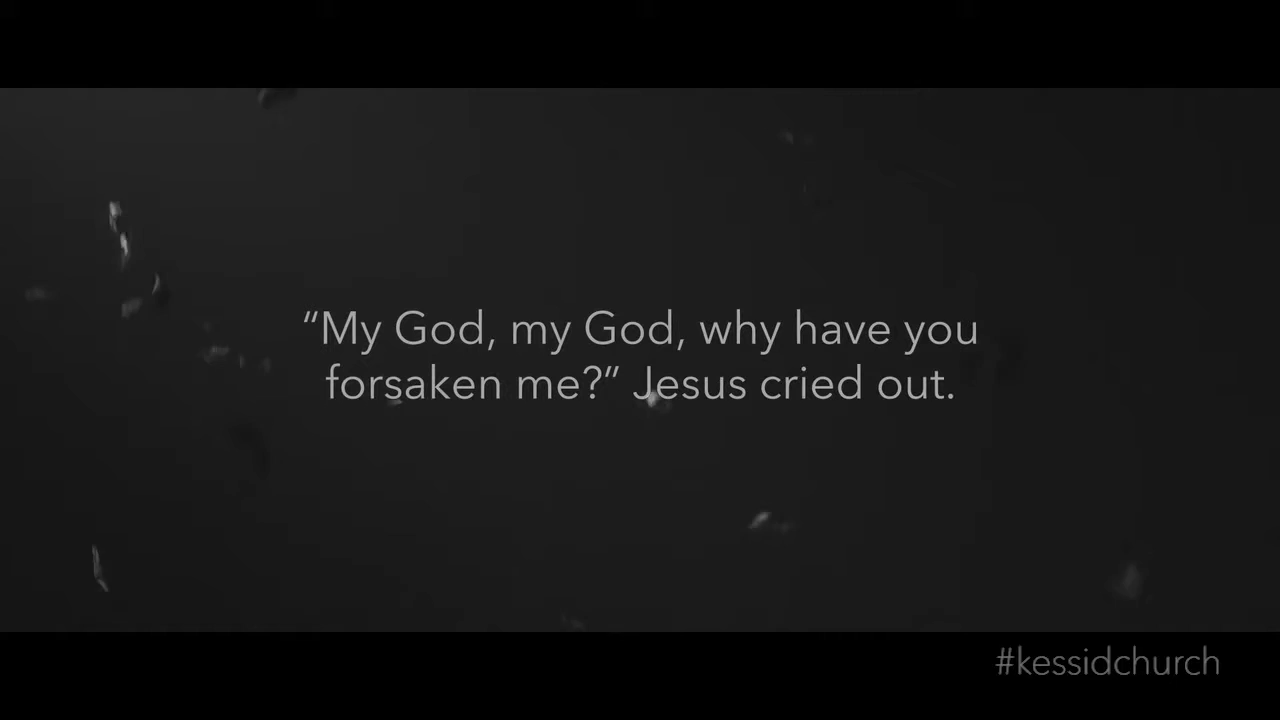 “My God, my God, why have you
forsaken me?” Jesus cried out.
#kessidchurch